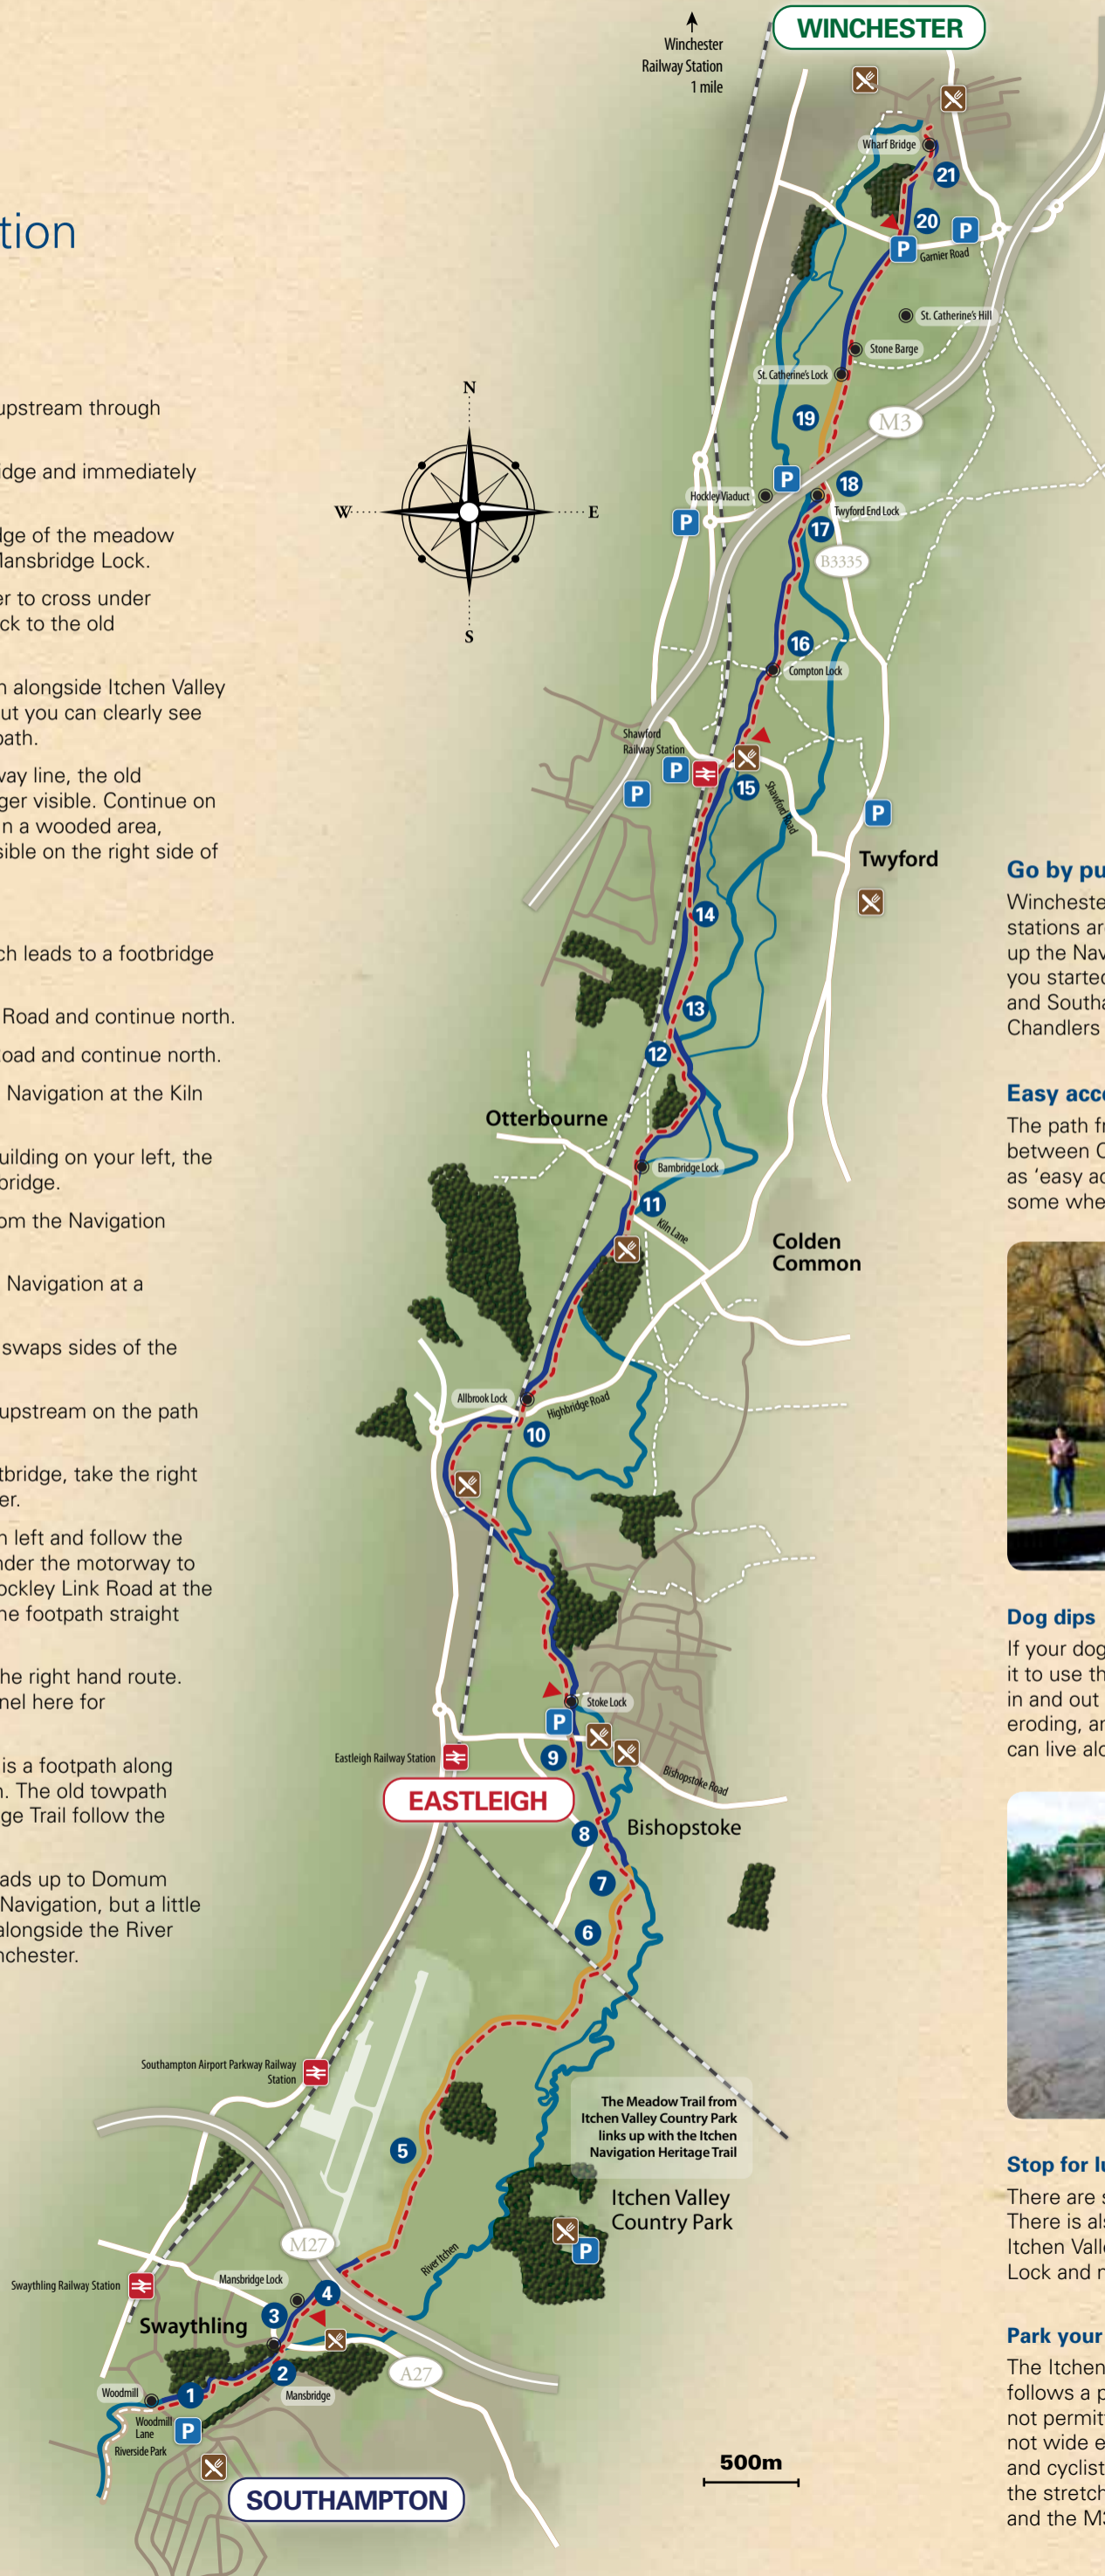 tion
upstream through
idge and immediately
dge of the meadow
Mansbridge Lock.
er to cross under
ck to the old
n alongside Itchen Valley
ut you can clearly see
path.
way line, the old
ger visible. Continue on
n a wooded area,
sible on the right side of
ch leads to a footbridge
Road and continue north.
oad and continue north.
Navigation at the Kiln
uilding on your left, the
bridge.
om the Navigation
Navigation at a
swaps sides of the
upstream on the path
tbridge, take the right
er.
n left and follow the
nder the motorway to
ockley Link Road at the
ne footpath straight
he right hand route.
nel here for
is a footpath along
n. The old towpath
ge Trail follow the
ads up to Domum
Navigation, but a little
alongside the River
nchester.
WINCHESTER
Winchester
Railway Station
1 mile
Wharf Bridge
21
20
P
P
Garnier Road
St. Catherine's Hill
Stone Barge
St. Catherine's Lock
19
M3
P
18
Hockley Viaduct
Twyford End Lock
P
17
B3335
N
W
E
S
16
Compton Lock
Shawford
Railway Station
P
P
15
Shawford Road
P
Twyford
14
13
12
Otterbourne
Bambridge Lock
11
Kiln Lane
Colden
Common
Allbrook Lock
Highbridge Road
10
Stoke Lock
P
9
Eastleigh Railway Station
Bishopstoke Road
EASTLEIGH
8
Bishopstoke
7
6
Southampton Airport Parkway Railway
Station
The Meadow Trail from
Itchen Valley Country Park
links up with the Itchen
Navigation Heritage Trail
5
Itchen Valley
Country Park
P
M27
River Itchen
Swaythling Railway Station
Mansbridge Lock
4
3
Swaythling
2
A27
Mansbridge
Woodmill
1
Woodmill
Lane
P
Riverside Park
SOUTHAMPTON
500m
Go by pu
Wincheste
stations ar
up the Nav
you started
and Southa
Chandlers
Easy acce
The path fr
between C
as 'easy ac
some whe
Dog dips
If your dog
it to use th
in and out
eroding, an
can live alo
Stop for lu
There are s
There is als
Itchen Valle
Lock and n
Park your
The Itchen
follows a p
not permit
not wide e
and cyclist
the stretch
and the M3